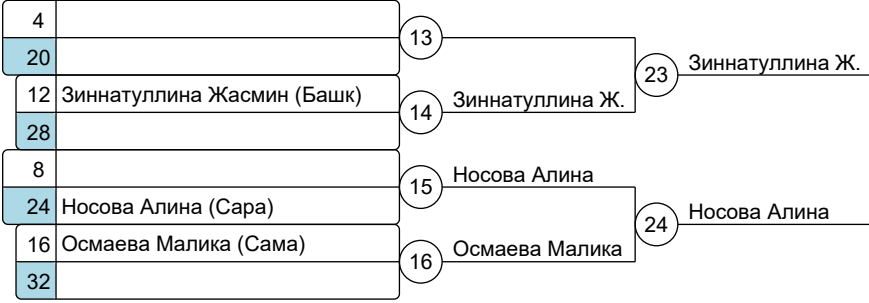 4
20
13
12 Зиннатуллина Жасмин (Башк)
28
14
Зиннатуллина Ж.
23
Зиннатуллина Ж.
8
24 Носова Алина (Сара)
15
Носова Алина
16 Осмаева Малика (Сама)
32
16
Осмаева Малика
24
Носова Алина